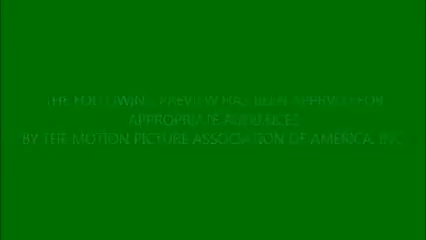 THE FOLLOWING PREVIEW HAS BEEN APPROVED FOR
APPROPRIATE AUDIENCES
BY THE MOTION PICTURE ASSOCIATION OF AMERICA, INC.